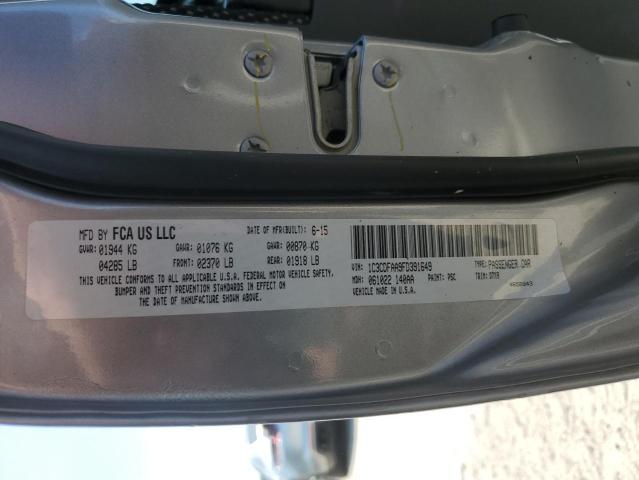 MFD BY FCA US LLC DATE OF MFR(BUILT): 6-15
GVWR: 01944 KG GAWR: 01076 KG GAWR: 00870 KG
04285 LB FRONT: 02370 LB REAR: 01918 LB
THIS VEHICLE CONFORMS TO ALL APPLICABLE U.S.A. FEDERAL MOTOR VEHICLE SAFETY,
BUMPER AND THEFT PREVENTION STANDARDS IN EFFECT ON
THE DATE OF MANUFACTURE SHOWN ABOVE.
VIN: 1C3CDFAA9FD391649 TYPE: PASSENGER CAR
MDH: 061022 140AA PAINT: PSC TRIM:
VEHICLE MADE IN U.S.A.